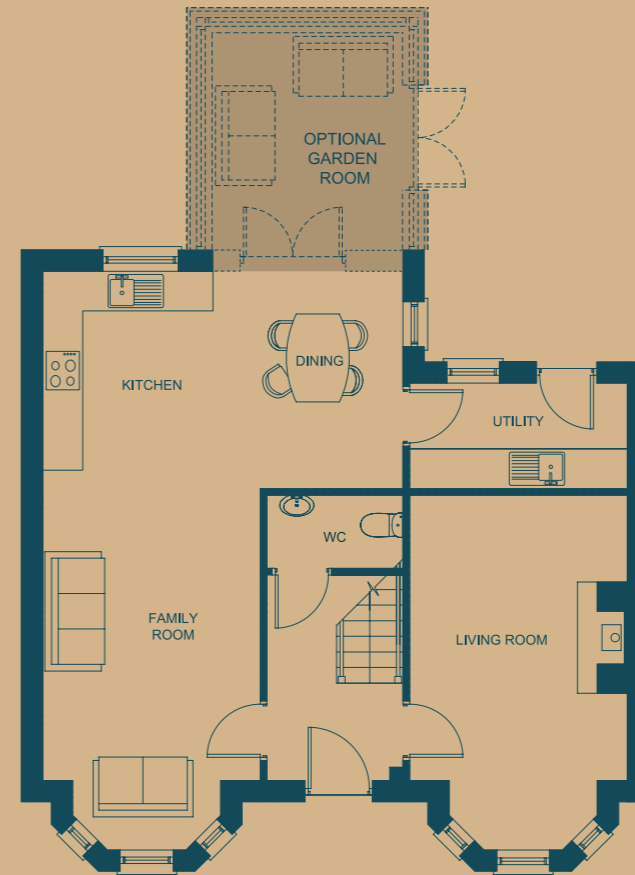 OPTIONAL
GARDEN
ROOM
DINING
KITCHEN
UTILITY
WC
FAMILY
ROOM
LIVING ROOM